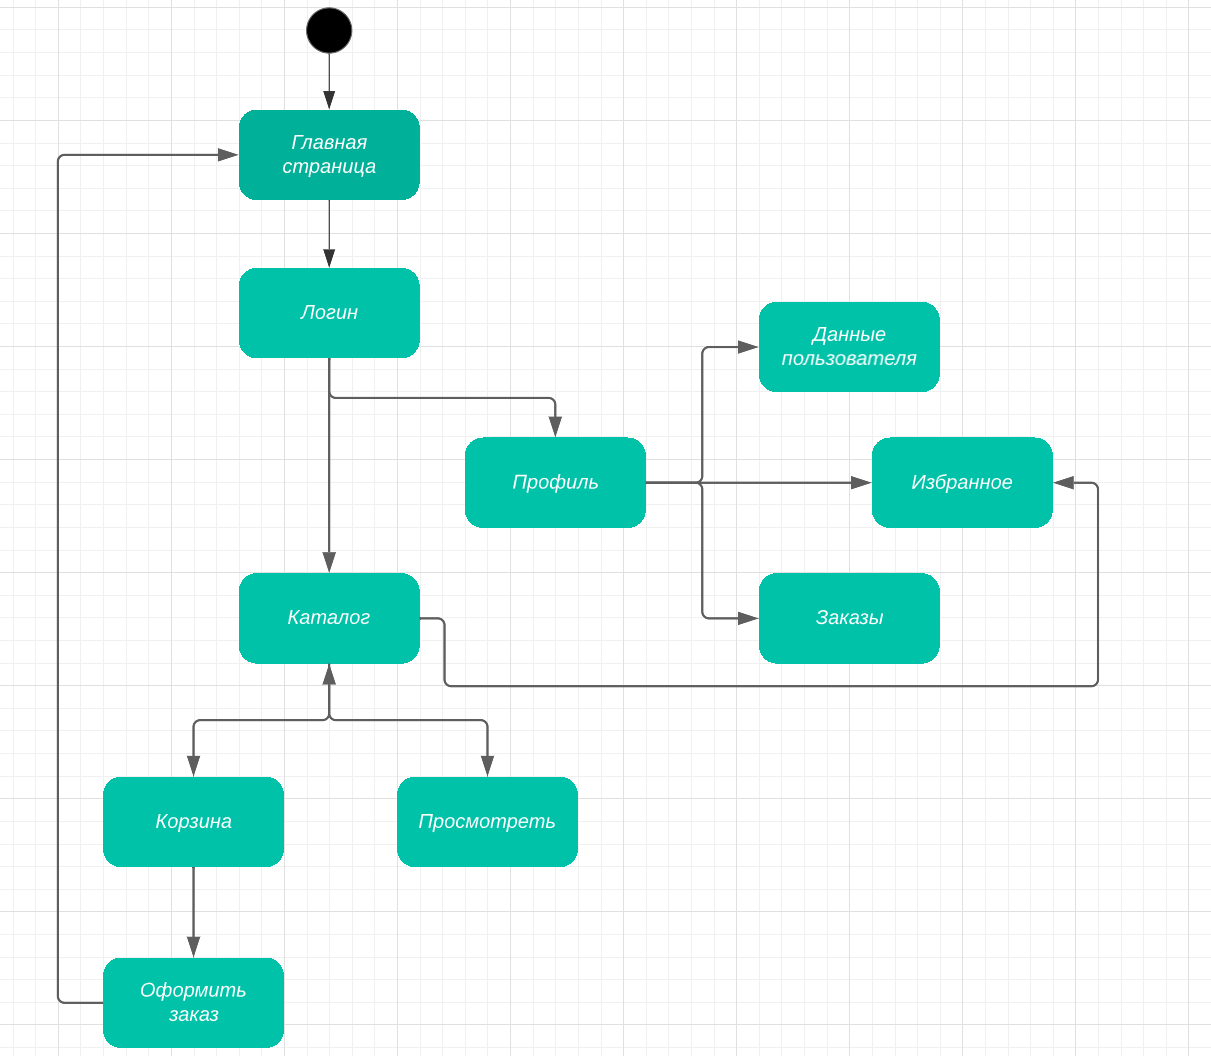 Главная
страница
Логин
Данные
пользователя
Профиль
Избранное
Каталог
Заказы
Корзина
Просмотреть
Оформить
заказ